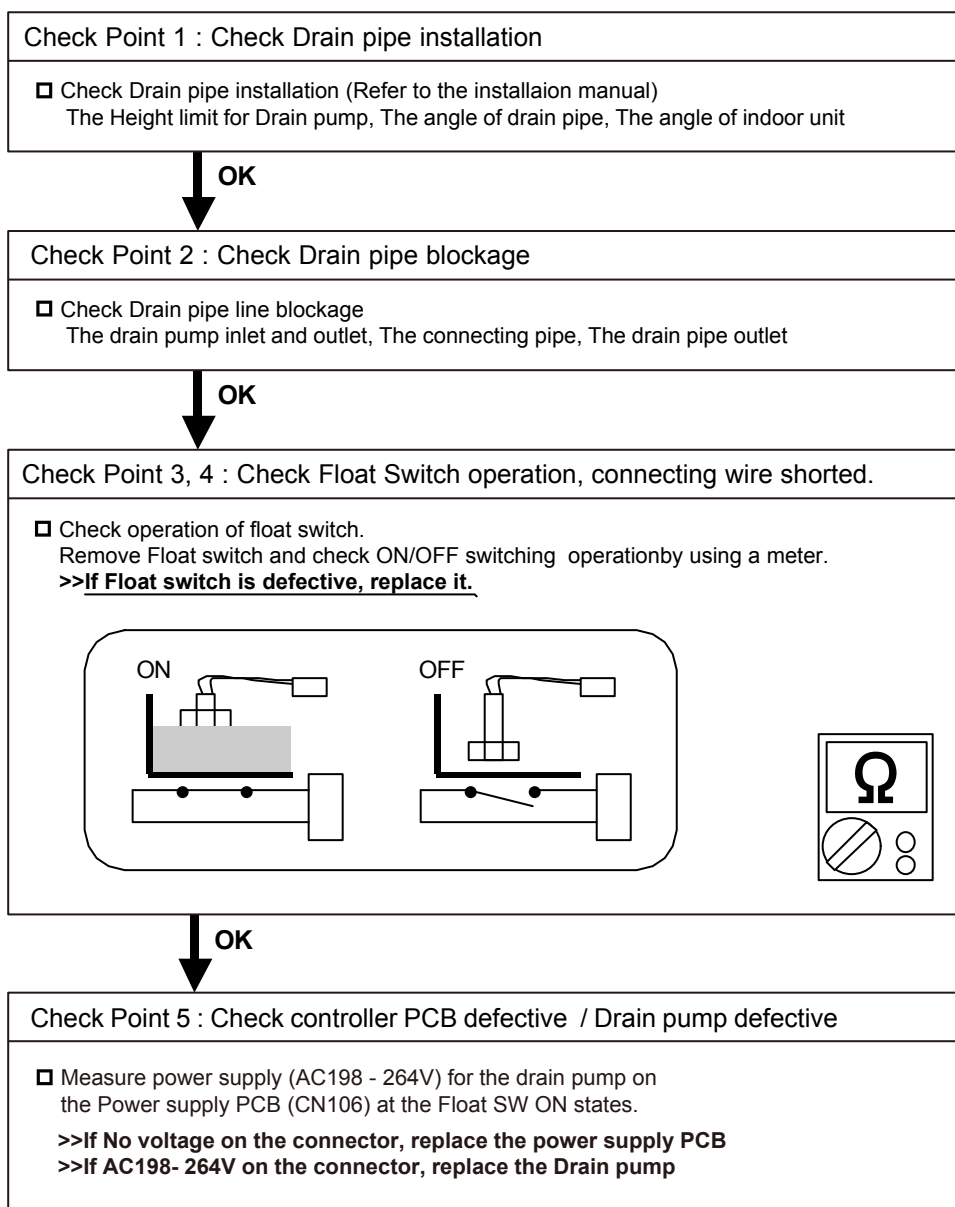 Check Point 1 : Check Drain pipe installation
Check Drain pipe installation (Refer to the installaion manual)
The Height limit for Drain pump, The angle of drain pipe, The angle of indoor unit
OK
Check Point 2 : Check Drain pipe blockage
Check Drain pipe line blockage
The drain pump inlet and outlet, The connecting pipe, The drain pipe outlet
OK
Check Point 3, 4 : Check Float Switch operation, connecting wire shorted.
Check operation of float switch.
Remove Float switch and check ON/OFF switching operationby using a meter.
>>If Float switch is defective, replace it.
ON
OFF
Ω
OK
Check Point 5 : Check controller PCB defective / Drain pump defective
Measure power supply (AC198 - 264V) for the drain pump on
the Power supply PCB (CN106) at the Float SW ON states.
>>If No voltage on the connector, replace the power supply PCB
>>If AC198- 264V on the connector, replace the Drain pump